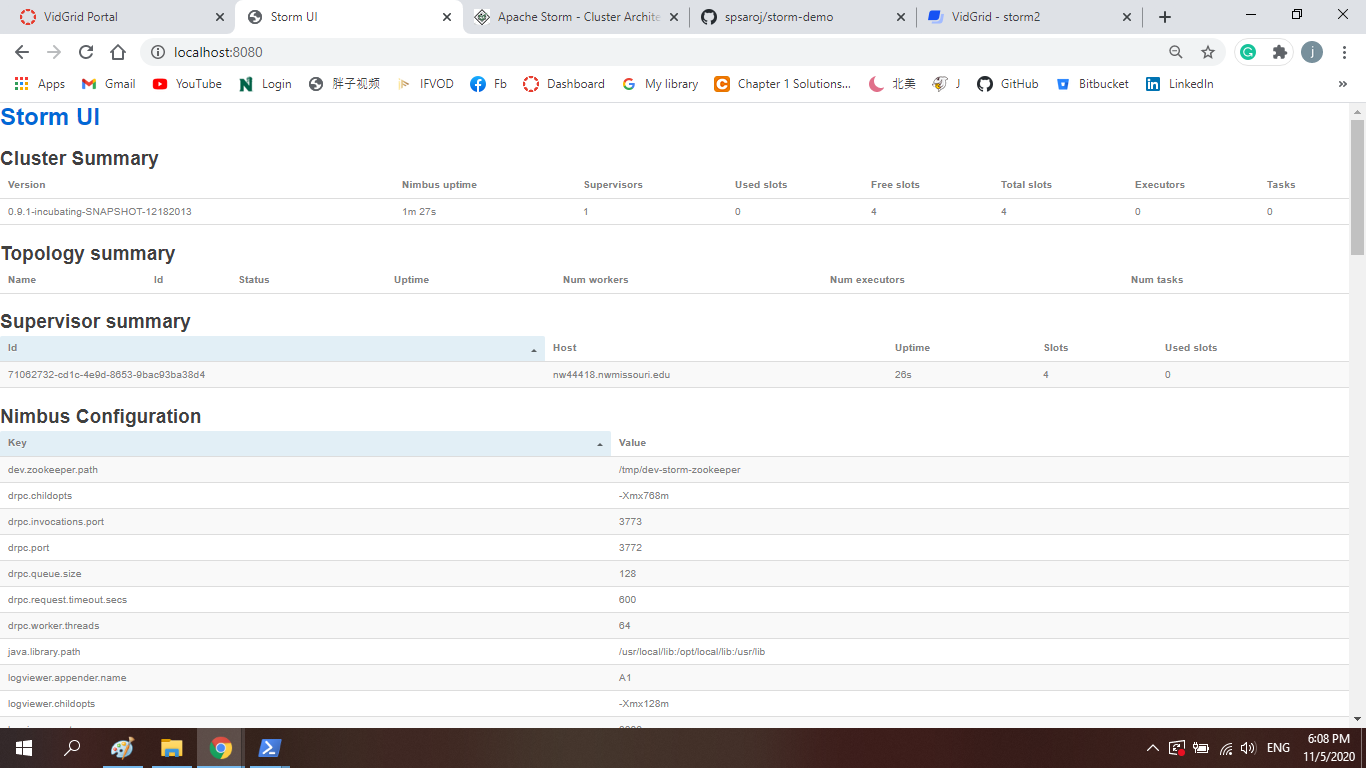 VidGrid Portal
Storm UI
Apache Storm - Cluster Archite
spsaroj/storm-demo
VidGrid - storm2
localhost:8080
j
Apps
Gmail
YouTube
Login
胖子视频
IFVOD
Fb
Dashboard
My library
Chapter 1 Solutions...
北美
J
GitHub
Bitbucket
LinkedIn
»
Storm UI
Cluster Summary
Version Nimbus uptime Supervisors Used slots Free slots Total slots Executors Tasks
0.9.1-incubating-SNAPSHOT-12182013 1m 27s 1 0 4 4 0 0
Topology summary
Name Id Status Uptime Num workers Num executors Num tasks
Supervisor summary
Id Host Uptime Slots Used slots
71062732-cd1c-4e9d-8653-9bac93ba38d4 nw44418.nwmissouri.edu 26s 4 0
Nimbus Configuration
Key Value
dev.zookeeper.path /tmp/dev-storm-zookeeper
drpc.childopts -Xmx768m
drpc.invocations.port 3773
drpc.port 3772
drpc.queue.size 128
drpc.request.timeout.secs 600
drpc.worker.threads 64
java.library.path /usr/local/lib:/opt/local/lib:/usr/lib
logviewer.appender.name A1
logviewer.childopts -Xmx128m
ENG
6:08 PM
11/5/2020